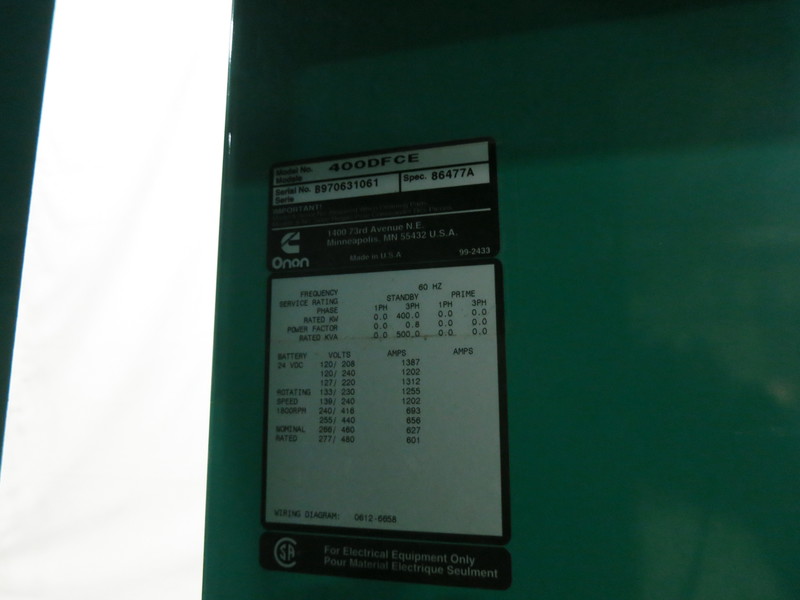 Model No. 400DFCE
Modele
Serial No. B970631061 Spec. 86477A
Serie
IMPORTANT!
1400 73rd Avenue N.E.
Minneapolis, MN 55432 U.S.A.
Onan Made in U.S.A 99-2433
FREQUENCY 60 HZ
SERVICE RATING STANDBY PRIME
PHASE 1PH 3PH 1PH 3PH
RATED KW 0.0 400.0 0.0 0.0
POWER FACTOR 0.0 0.8 0.0 0.0
RATED KVA 0.0 500.0 0.0 0.0
BATTERY VOLTS AMPS AMPS
24 VDC 120/ 208 1387
120/ 240 1202
127/ 220 1312
ROTATING 133/ 230 1255
SPEED 139/ 240 1202
1800RPM 240/ 416 693
255/ 440 656
NOMINAL 266/ 460 627
RATED 277/ 480 601
WIRING DIAGRAM: 0612-6658
CSA
For Electrical Equipment Only
Pour Material Electrique Seulment